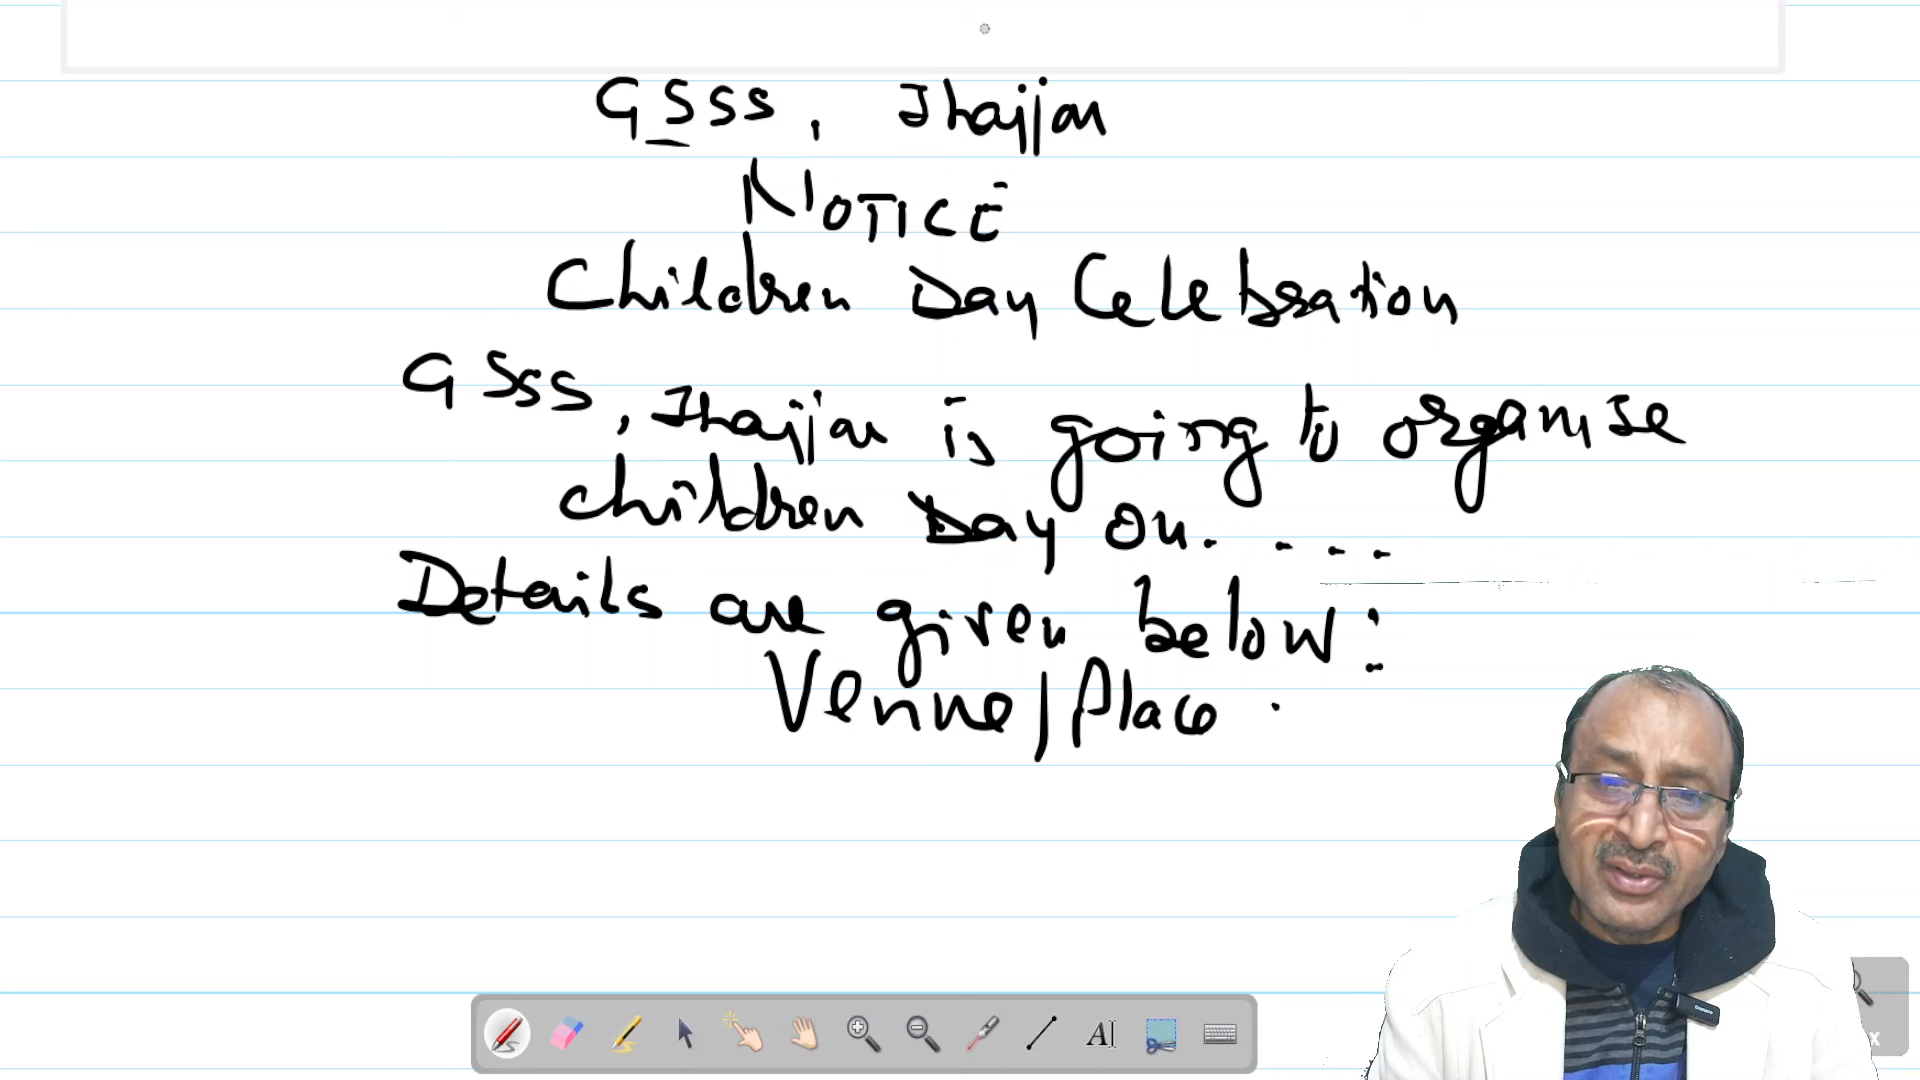 GSSS, Jhajjar
NOTICE
Children Day Celebration
GSSS, Jhajjar is going to organise
children Day on.....
Details are given below:
Venue/Place.